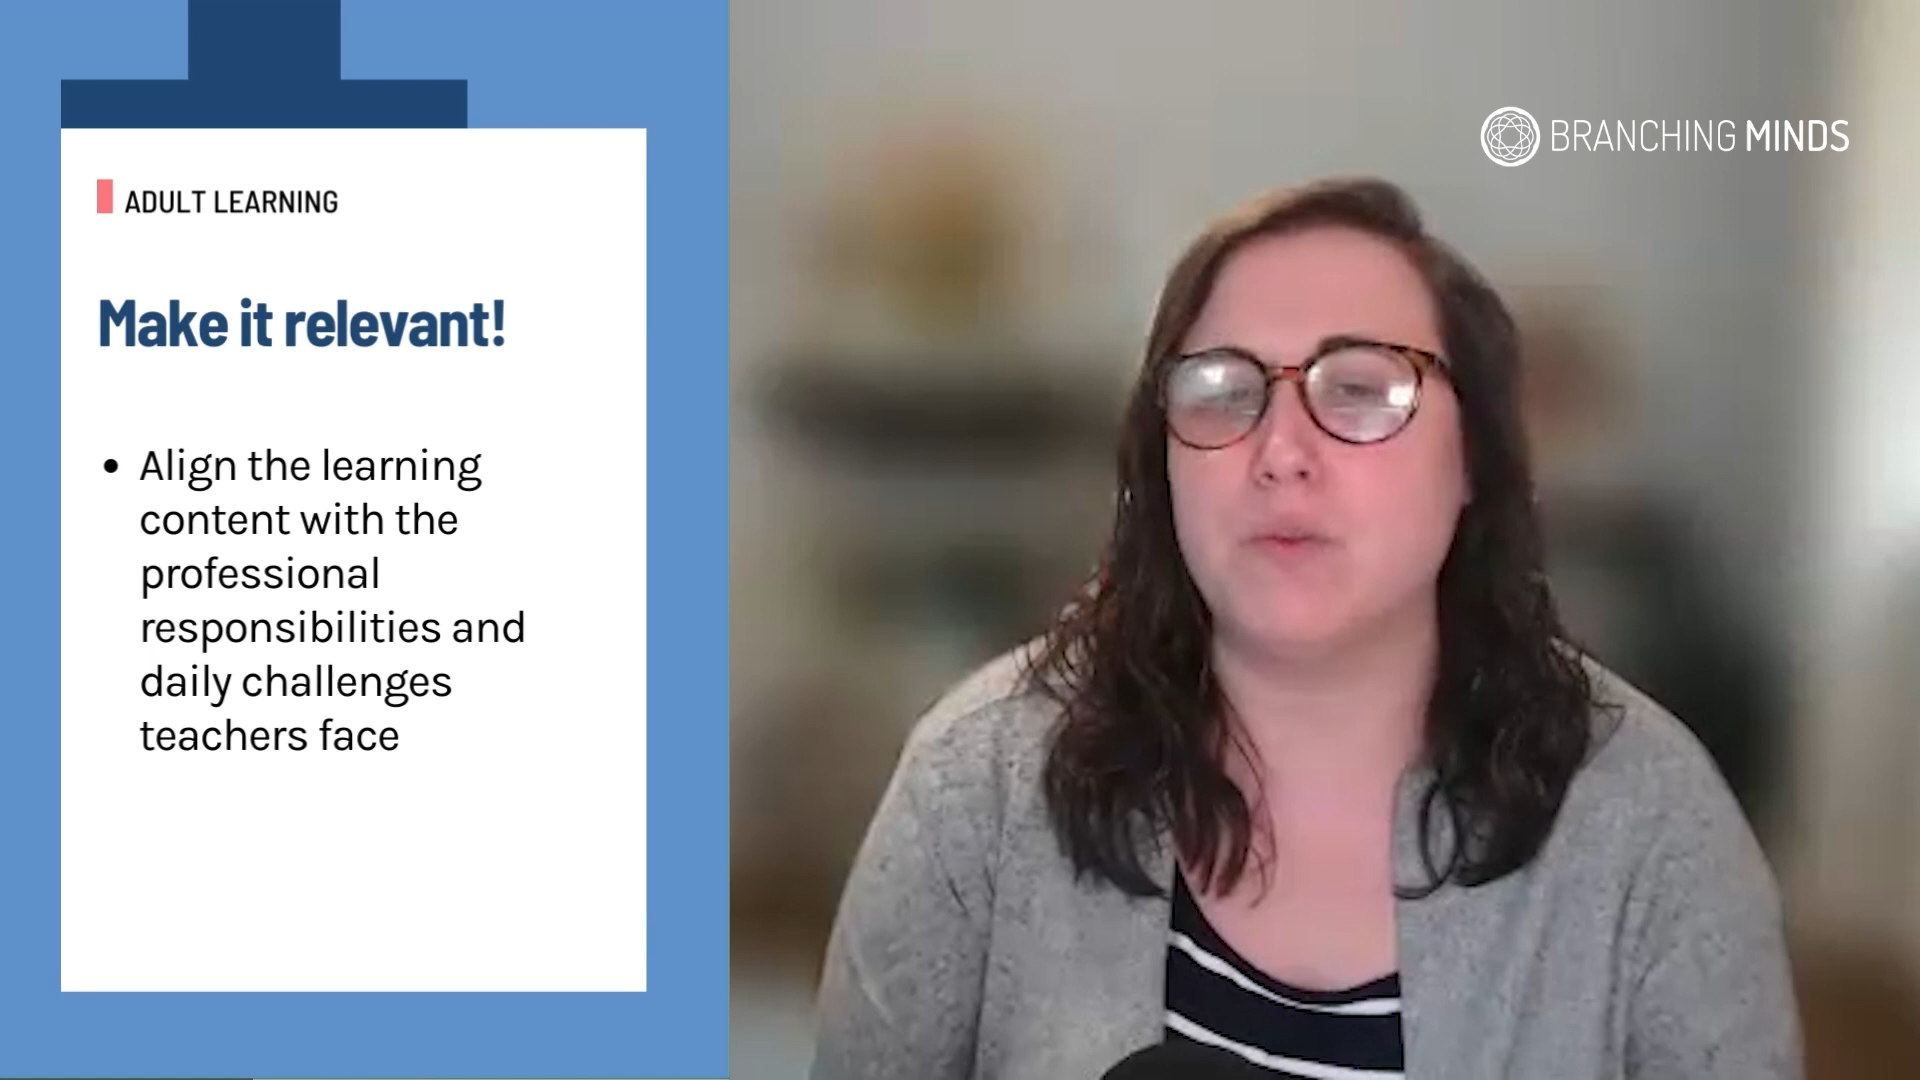 ADULT LEARNING
Make it relevant!
• Align the learning
content with the
professional
responsibilities and
daily challenges
teachers face
BRANCHING MINDS